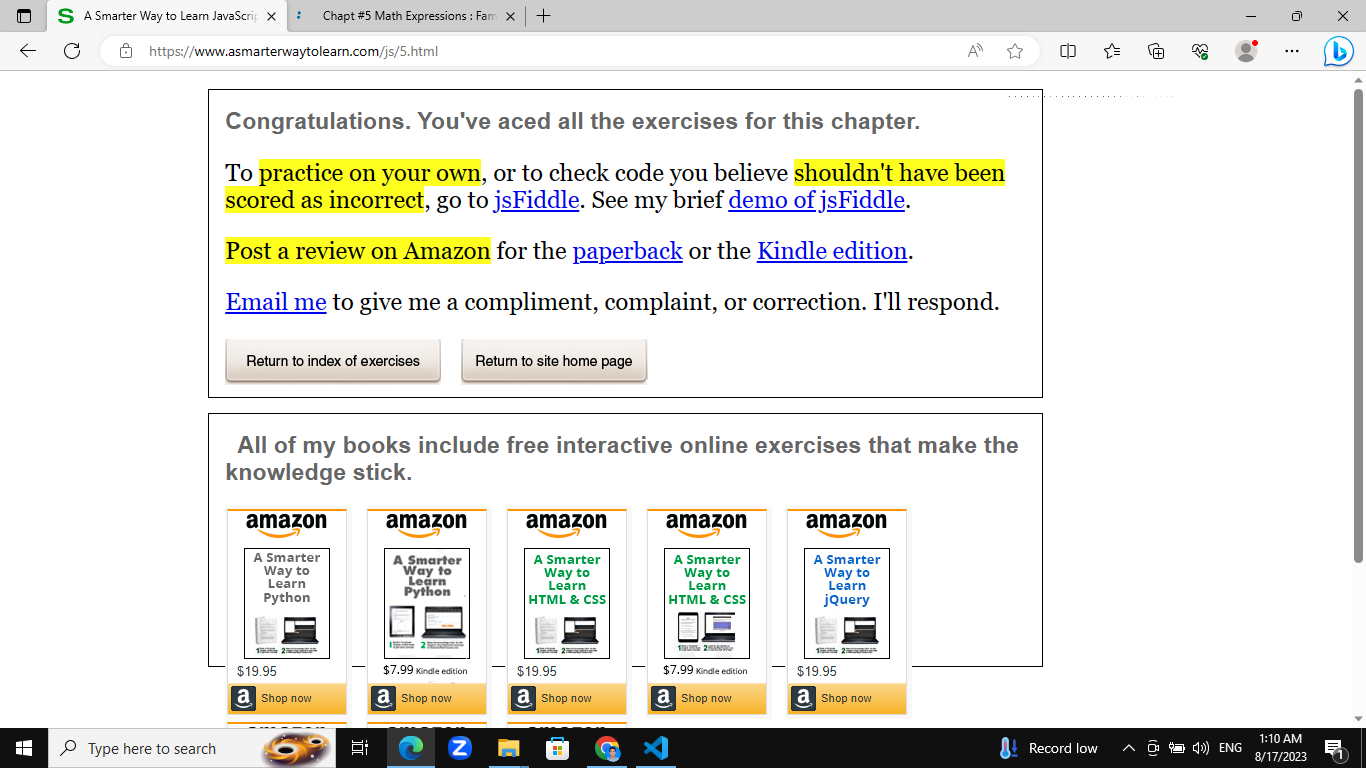 A Smarter Way to Learn JavaScrip
Chapt #5 Math Expressions : Fam
https://www.asmarterwaytolearn.com/js/5.html
Congratulations. You've aced all the exercises for this chapter.
To practice on your own, or to check code you believe shouldn't have been
scored as incorrect, go to jsFiddle. See my brief demo of jsFiddle.
Post a review on Amazon for the paperback or the Kindle edition.
Email me to give me a compliment, complaint, or correction. I'll respond.
Return to index of exercises Return to site home page
All of my books include free interactive online exercises that make the
knowledge stick.
amazon amazon amazon amazon amazon
A Smarter
Way to
Learn
Python
A Smarter
Way to
Learn
Python
A Smarter
Way to
Learn
HTML & CSS
A Smarter
Way to
Learn
HTML & CSS
A Smarter
Way to
Learn
jQuery
$19.95 $7.99 Kindle edition $19.95 $7.99 Kindle edition $19.95
Shop now Shop now Shop now Shop now Shop now
Type here to search
Record low
ENG
1:10 AM
8/17/2023
1